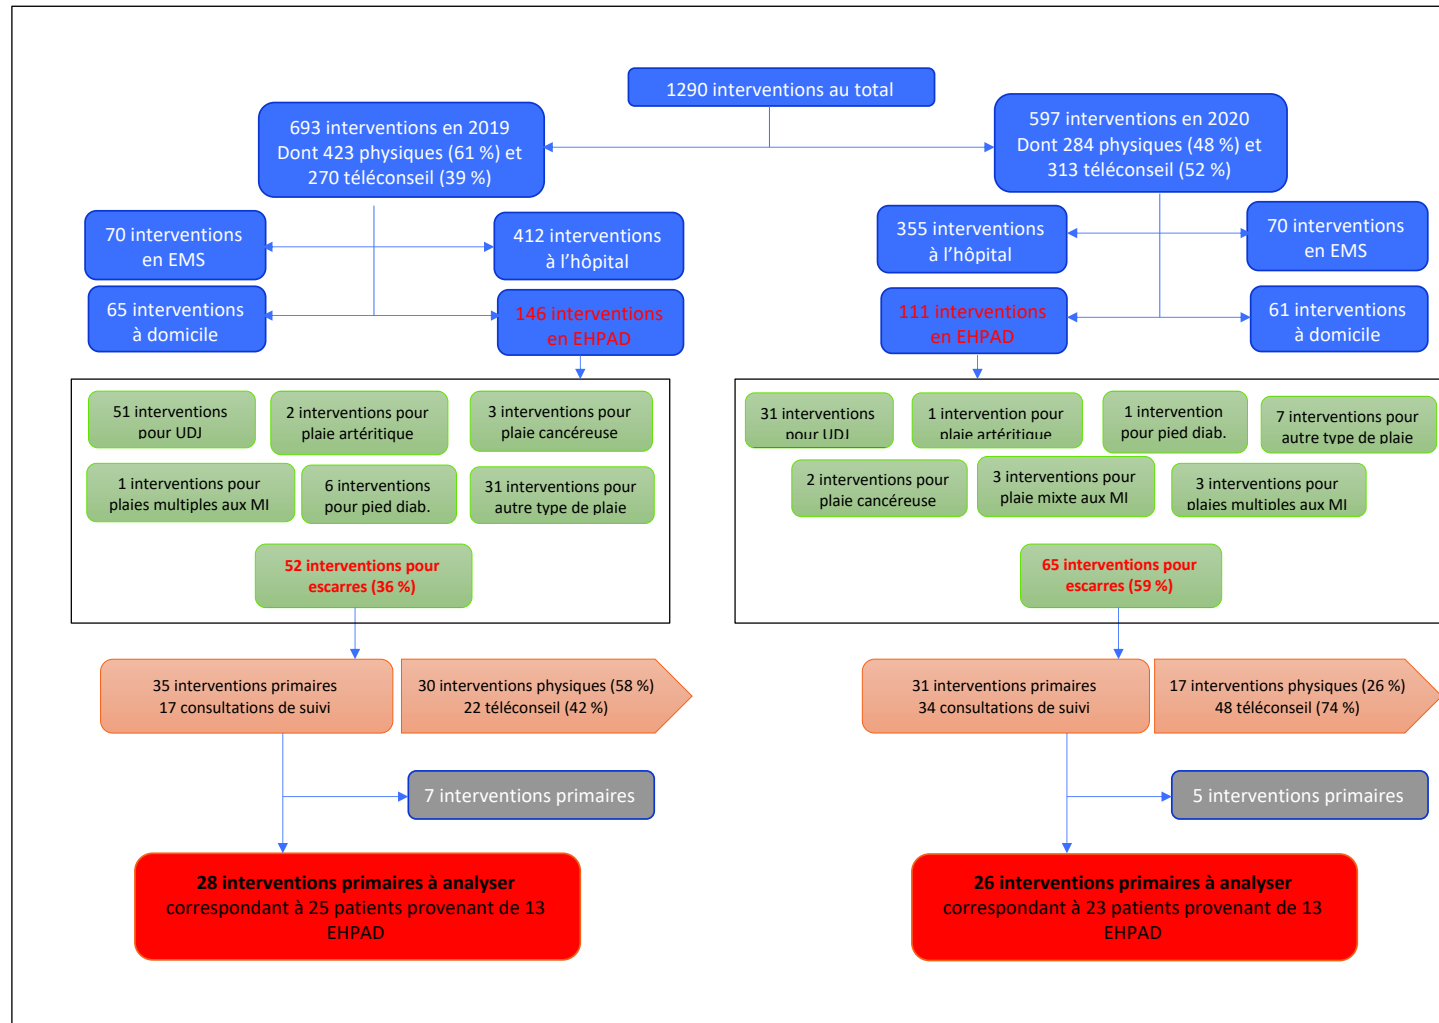 1290 interventions au total
693 interventions en 2019
Dont 423 physiques (61 %) et
270 téléconseil (39 %)
597 interventions en 2020
Dont 284 physiques (48 %) et
313 téléconseil (52 %)
70 interventions
en EMS
412 interventions
à l'hôpital
355 interventions
à l'hôpital
70 interventions
en EMS
65 interventions
à domicile
146 interventions
en EHPAD
111 interventions
en EHPAD
61 interventions
à domicile
51 interventions
pour UDJ
2 interventions pour
plaie artéritique
3 interventions pour
plaie cancéreuse
1 interventions pour
plaies multiples aux MI
6 interventions
pour pied diab.
31 interventions pour
autre type de plaie
52 interventions pour
escarres (36 %)
31 interventions
pour UDJ
1 intervention pour
plaie artéritique
1 intervention
pour pied diab.
7 interventions pour
autre type de plaie
2 interventions pour
plaie cancéreuse
3 interventions pour
plaie mixte aux MI
3 interventions pour
plaies multiples aux MI
65 interventions pour
escarres (59 %)
35 interventions primaires
17 consultations de suivi
30 interventions physiques (58 %)
22 téléconseil (42 %)
31 interventions primaires
34 consultations de suivi
17 interventions physiques (26 %)
48 téléconseil (74 %)
7 interventions primaires
5 interventions primaires
28 interventions primaires à analyser
correspondant à 25 patients provenant de 13
EHPAD
26 interventions primaires à analyser
correspondant à 23 patients provenant de 13
EHPAD